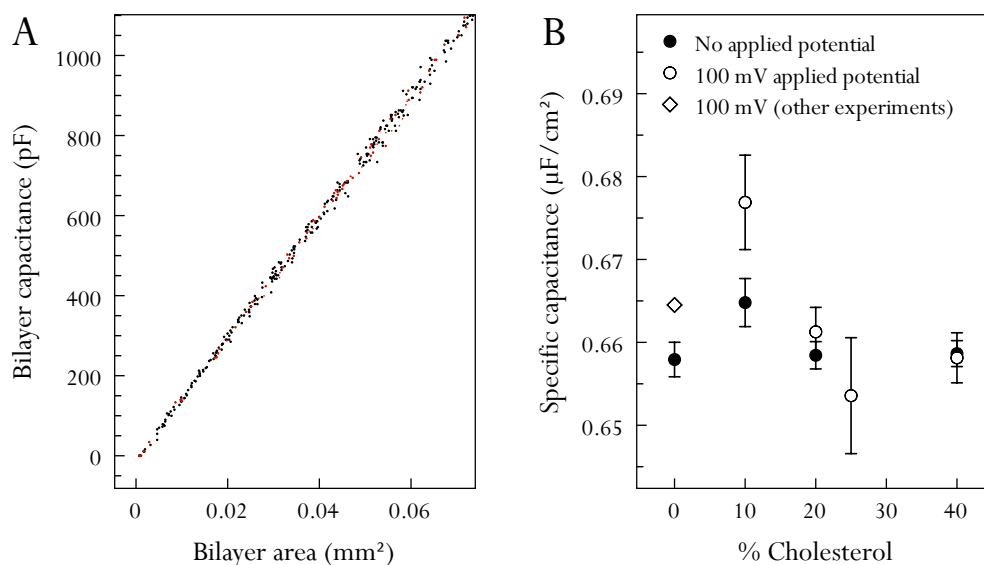 A
Bilayer capacitance (pF)
1000
800
600
400
200
0
0 0.02 0.04 0.06
Bilayer area (mm²)
B
No applied potential
100 mV applied potential
100 mV (other experiments)
Specific capacitance (µF/cm²)
0.69
0.68
0.67
0.66
0.65
0 10 20 30 40
% Cholesterol